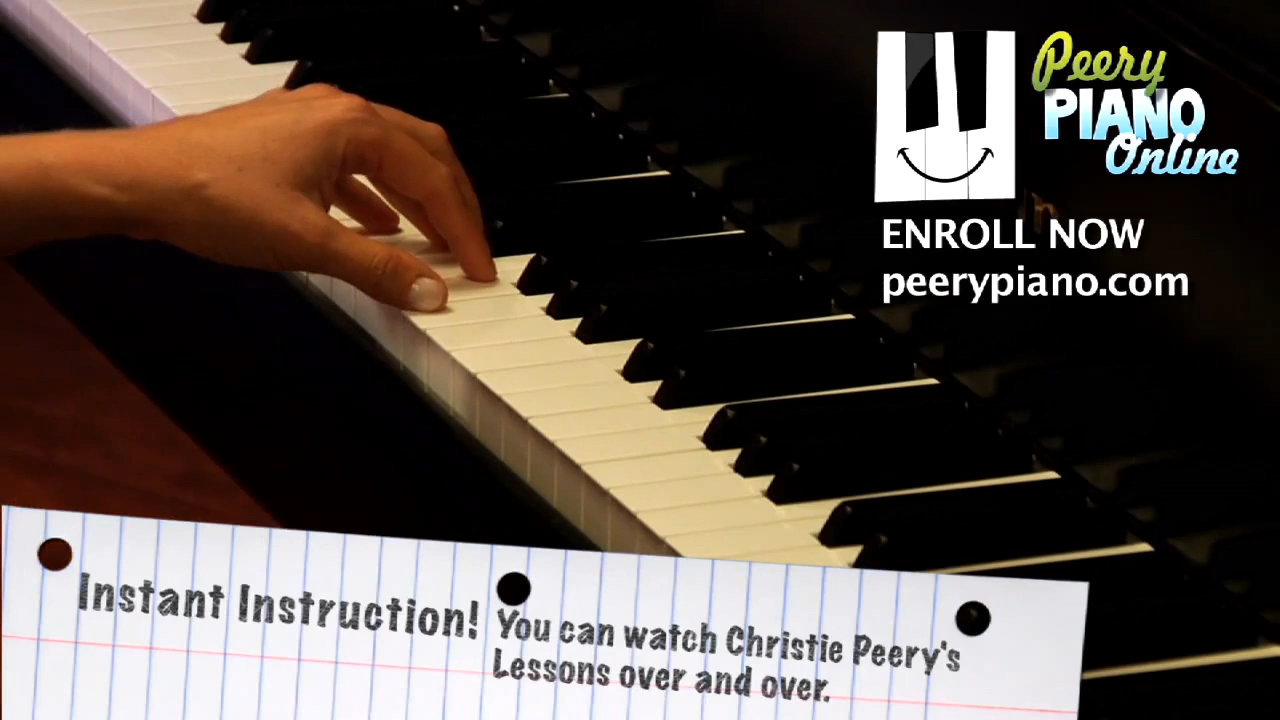 Peery
PIANO
Online
ENROLL NOW
peerypiano.com
Instant Instruction! You can watch Christie Peery's
Lessons over and over.